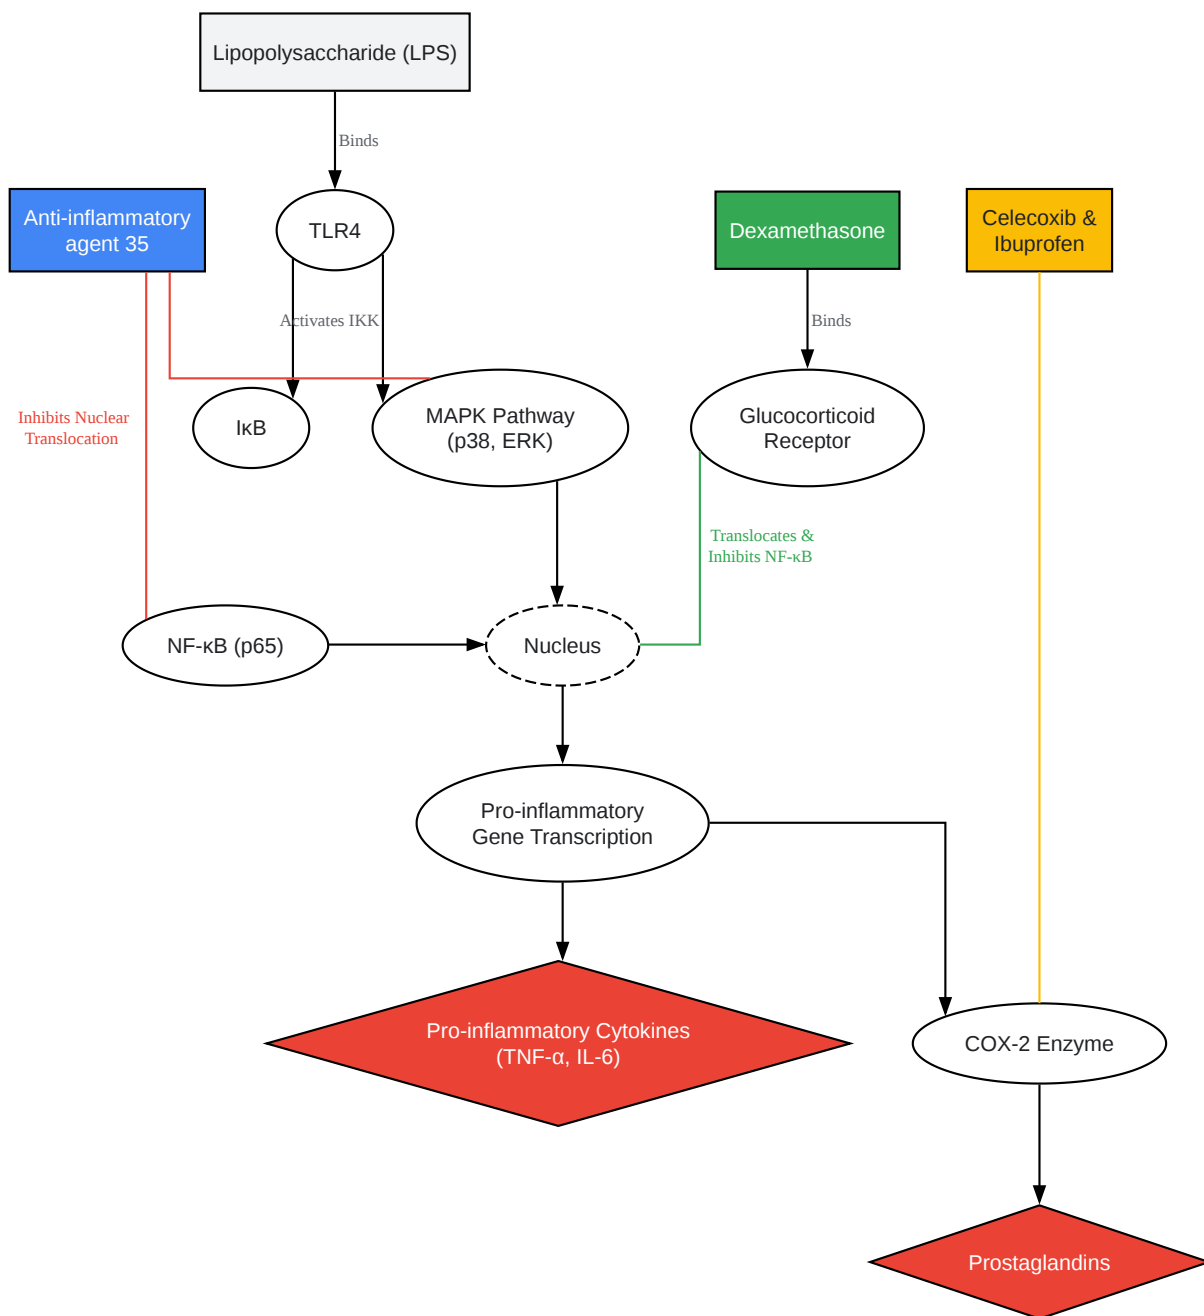 Lipopolysaccharide (LPS)
Binds
Anti-inflammatory
agent 35
TLR4
Dexamethasone
Celecoxib &
Ibuprofen
Activates IKK
Binds
Inhibits Nuclear
Translocation
IκB
MAPK Pathway
(p38, ERK)
Glucocorticoid
Receptor
Translocates &
Inhibits NF-κB
NF-κB (p65)
Nucleus
Pro-inflammatory
Gene Transcription
Pro-inflammatory Cytokines
(TNF-α, IL-6)
COX-2 Enzyme
Prostaglandins